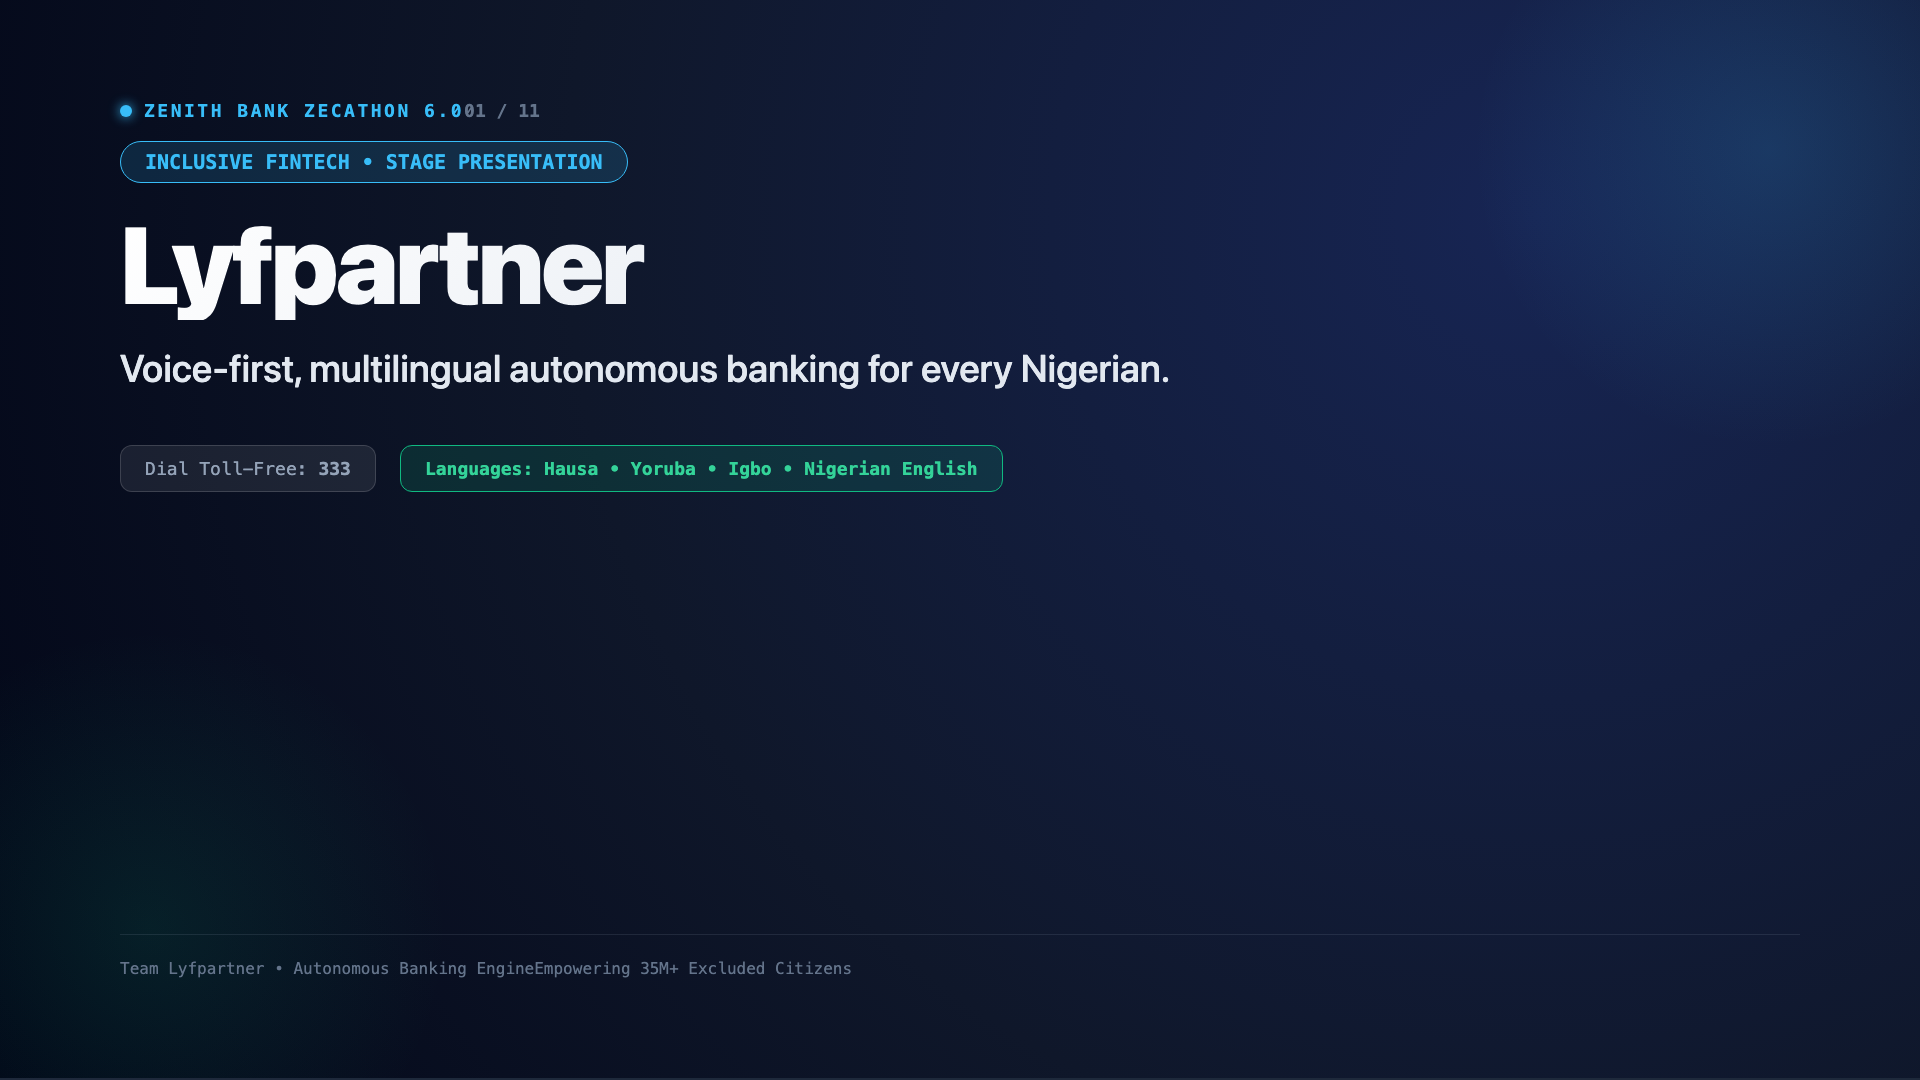 ZENITH BANK ZECATHON 6.001 / 11
INCLUSIVE FINTECH • STAGE PRESENTATION
Lyfpartner
Voice-first, multilingual autonomous banking for every Nigerian.
Dial Toll-Free: 333
Languages: Hausa • Yoruba • Igbo • Nigerian English
Team Lyfpartner • Autonomous Banking EngineEmpowering 35M+ Excluded Citizens